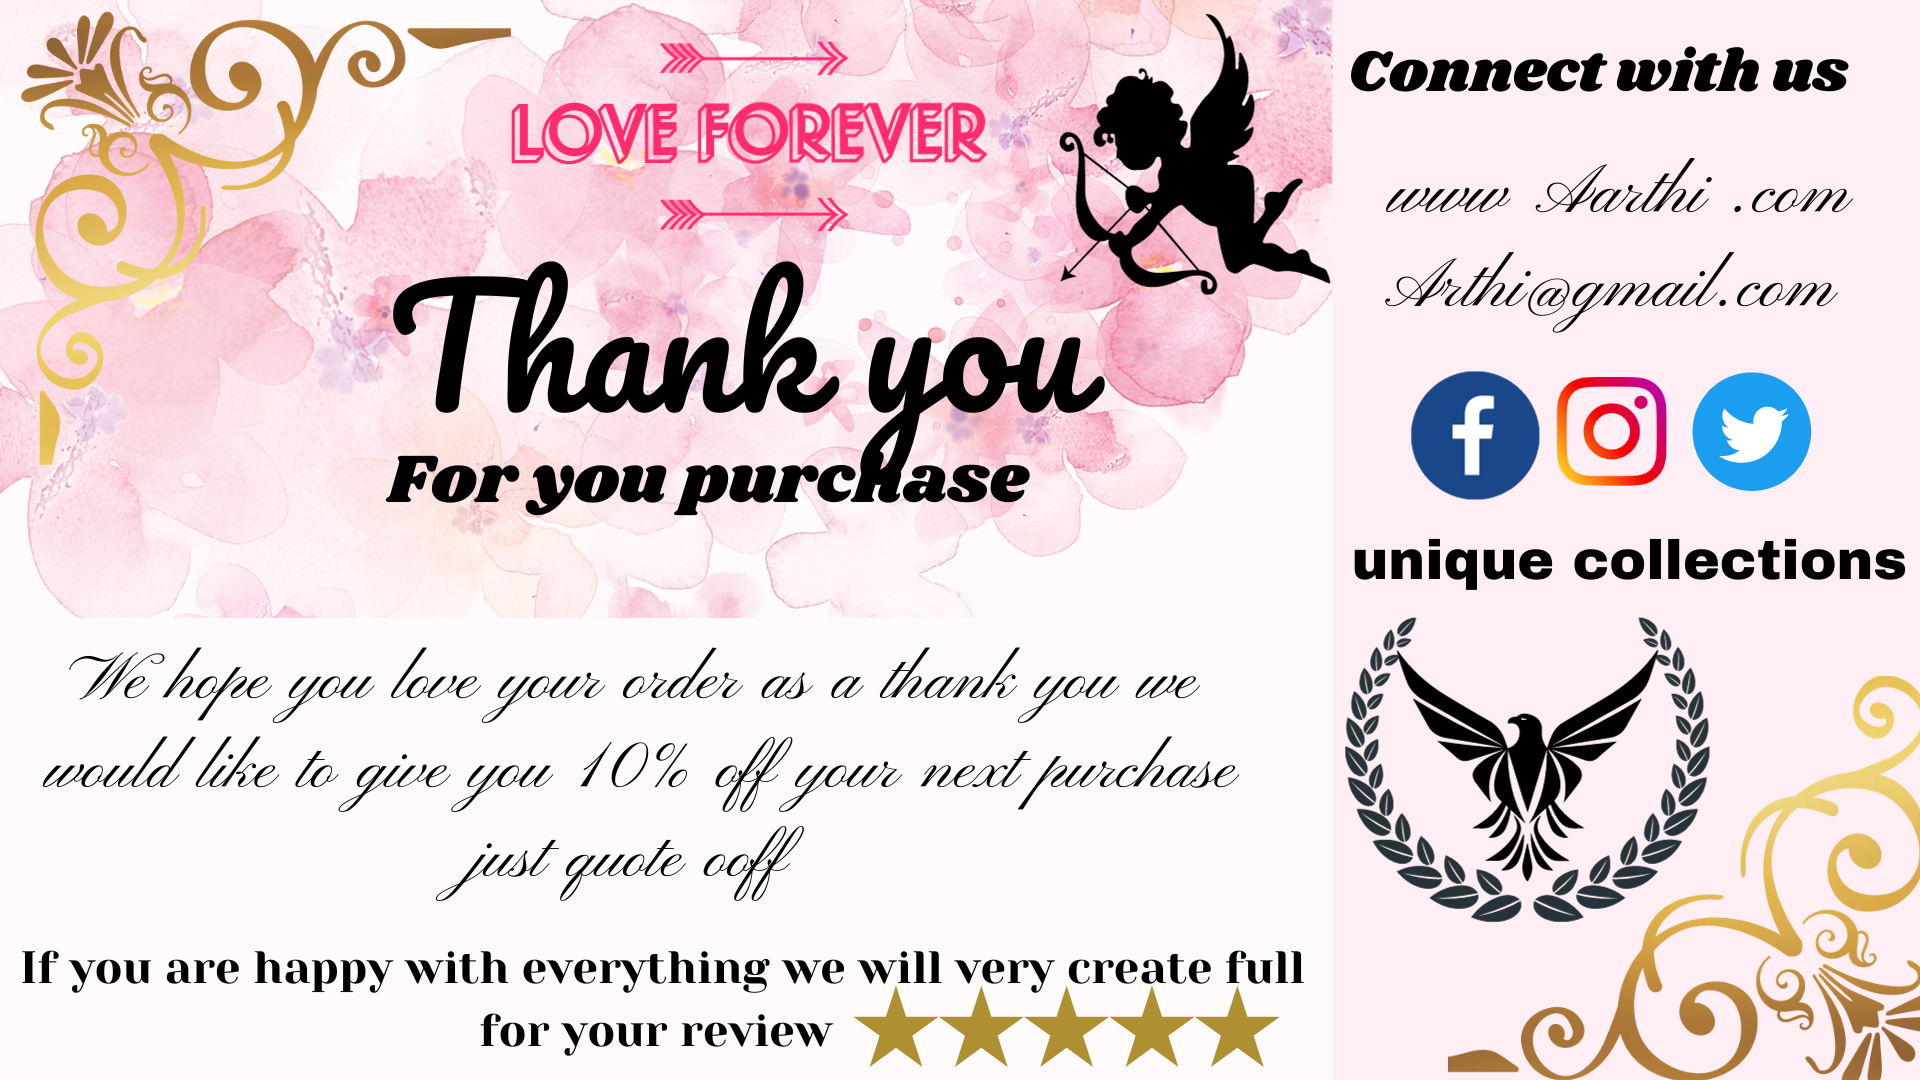 LOVE FOREVER
Thank you
For you purchase
We hope you love your order as a thank you we
would like to give you 10% off your next purchase
just quote ooff
If you are happy with everything we will very create full
for your review
Connect with us
www Aarthi .com
Arthi@gmail.com
unique collections